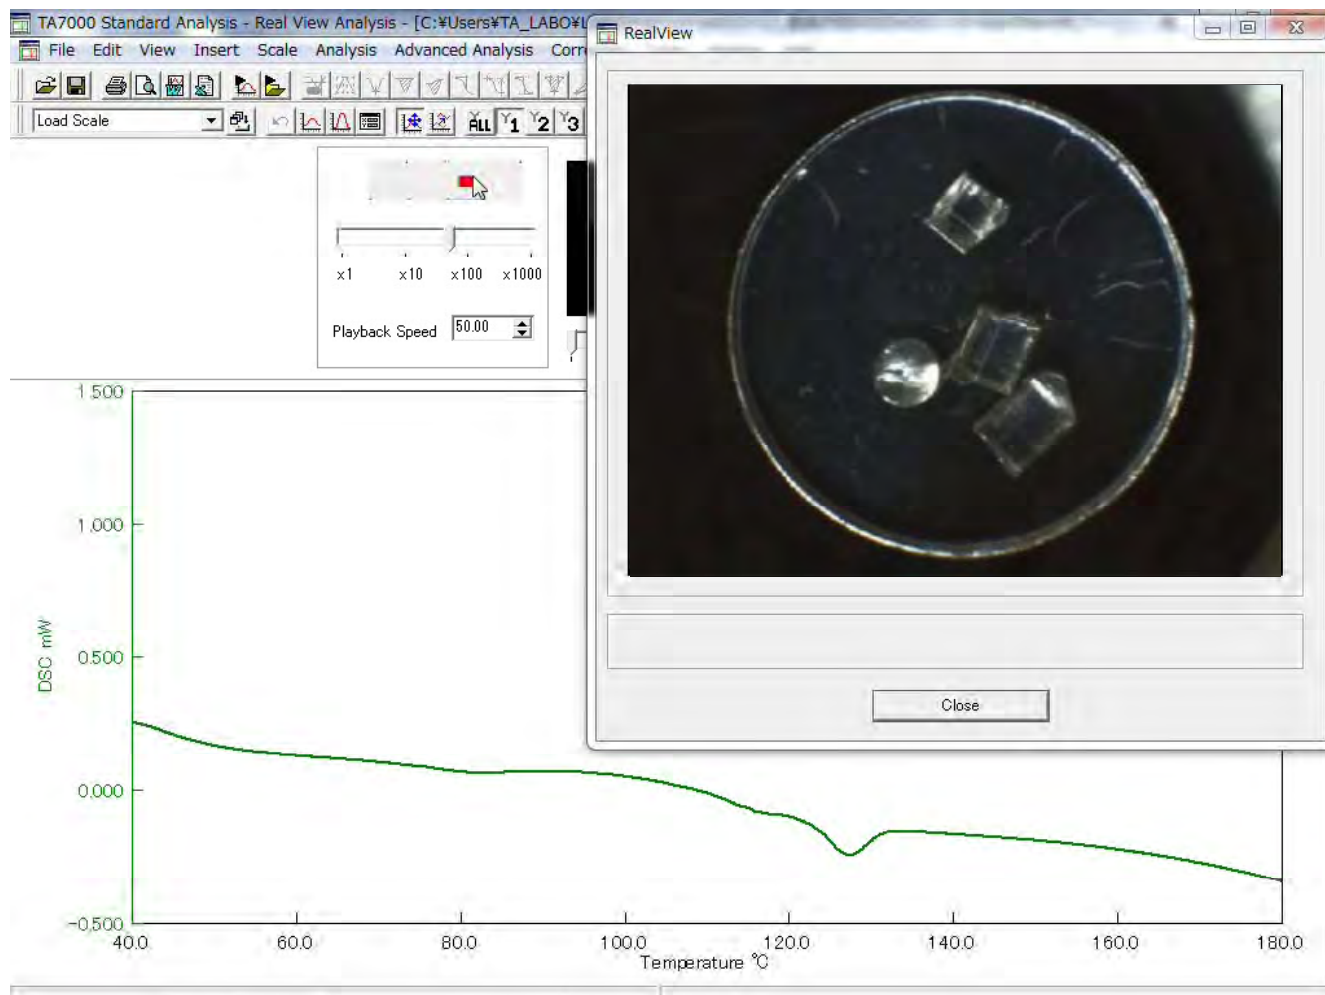 TA7000 Standard Analysis - Real View Analysis - [C:¥Users¥TA_LABO¥L
RealView
File Edit View Insert Scale Analysis Advanced Analysis Corr
Load Scale
ALL Y1 Y2 Y3
x1 x10 x100 x1000
Playback Speed 50.00
Close
1.500
1.000
0.500
0.000
-0.500
DSC mW
40.0 60.0 80.0 100.0 120.0 140.0 160.0 180.0
Temperature ℃